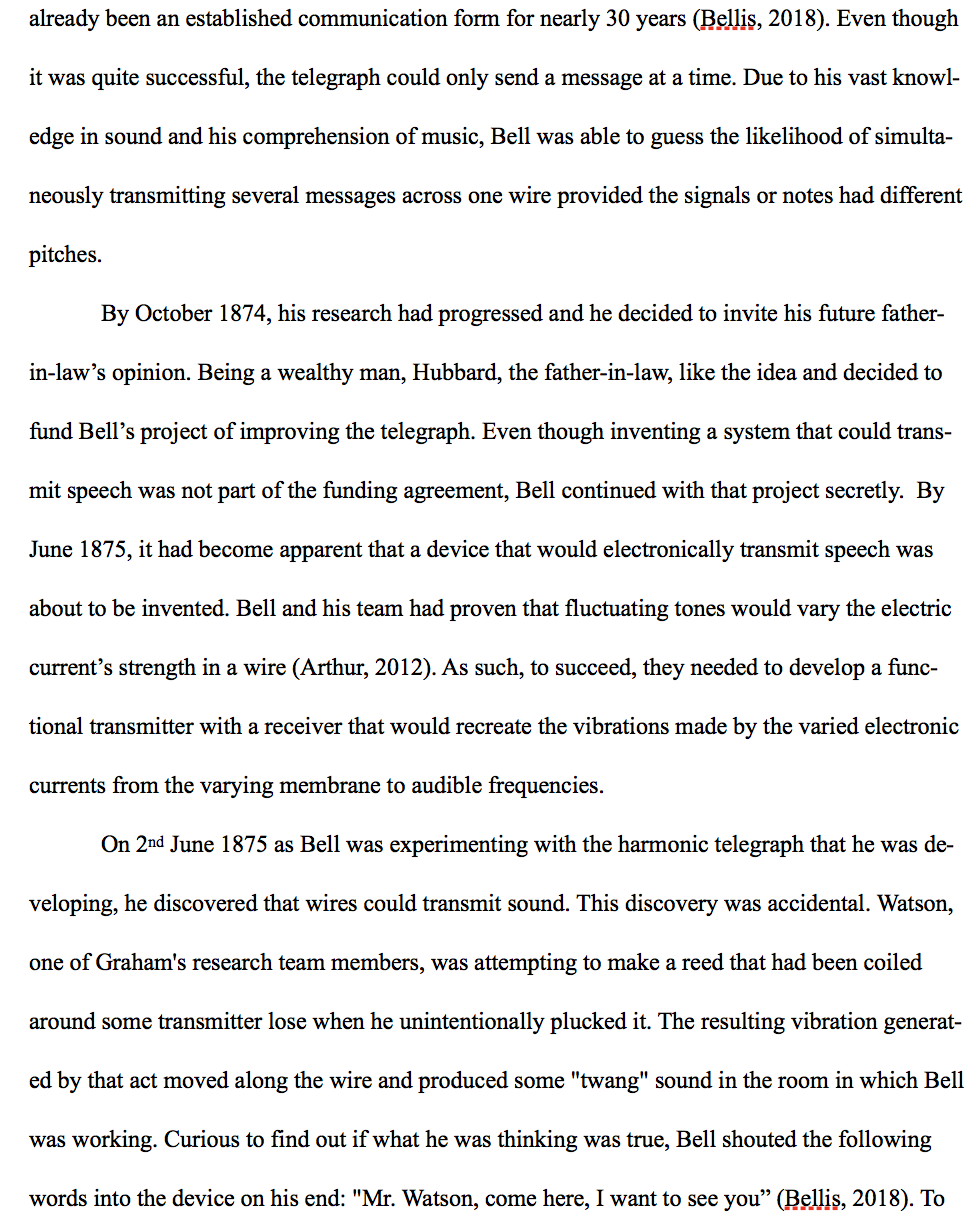 already been an established communication form for nearly 30 years (Bellis, 2018). Even though
it was quite successful, the telegraph could only send a message at a time. Due to his vast knowl-
edge in sound and his comprehension of music, Bell was able to guess the likelihood of simulta-
neously transmitting several messages across one wire provided the signals or notes had different
pitches.
By October 1874, his research had progressed and he decided to invite his future father-
in-law’s opinion. Being a wealthy man, Hubbard, the father-in-law, like the idea and decided to
fund Bell’s project of improving the telegraph. Even though inventing a system that could trans-
mit speech was not part of the funding agreement, Bell continued with that project secretly.  By
June 1875, it had become apparent that a device that would electronically transmit speech was
about to be invented. Bell and his team had proven that fluctuating tones would vary the electric
current’s strength in a wire (Arthur, 2012). As such, to succeed, they needed to develop a func-
tional transmitter with a receiver that would recreate the vibrations made by the varied electronic
currents from the varying membrane to audible frequencies.
On 2nd June 1875 as Bell was experimenting with the harmonic telegraph that he was de-
veloping, he discovered that wires could transmit sound. This discovery was accidental. Watson,
one of Graham's research team members, was attempting to make a reed that had been coiled
around some transmitter lose when he unintentionally plucked it. The resulting vibration generat-
ed by that act moved along the wire and produced some "twang" sound in the room in which Bell
was working. Curious to find out if what he was thinking was true, Bell shouted the following
words into the device on his end: "Mr. Watson, come here, I want to see you” (Bellis, 2018). To